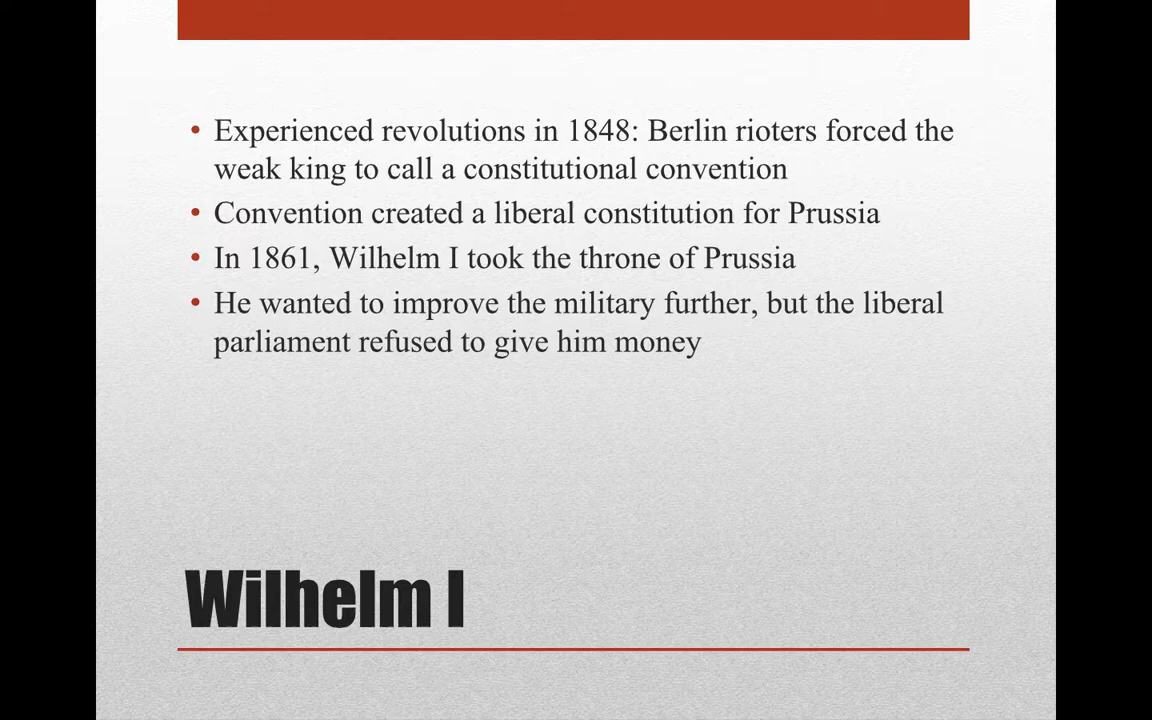 • Experienced revolutions in 1848: Berlin rioters forced the
weak king to call a constitutional convention
• Convention created a liberal constitution for Prussia
• In 1861, Wilhelm I took the throne of Prussia
• He wanted to improve the military further, but the liberal
parliament refused to give him money
Wilhelm I